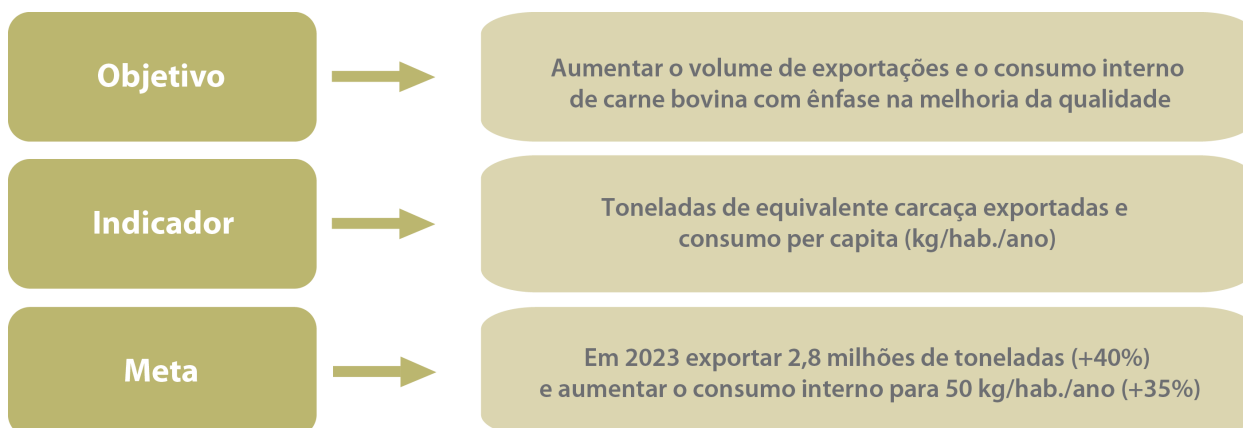 Objetivo
Aumentar o volume de exportações e o consumo interno
de carne bovina com ênfase na melhoria da qualidade
Indicador
Toneladas de equivalente carcaça exportadas e
consumo per capita (kg/hab./ano)
Meta
Em 2023 exportar 2,8 milhões de toneladas (+40%)
e aumentar o consumo interno para 50 kg/hab./ano (+35%)